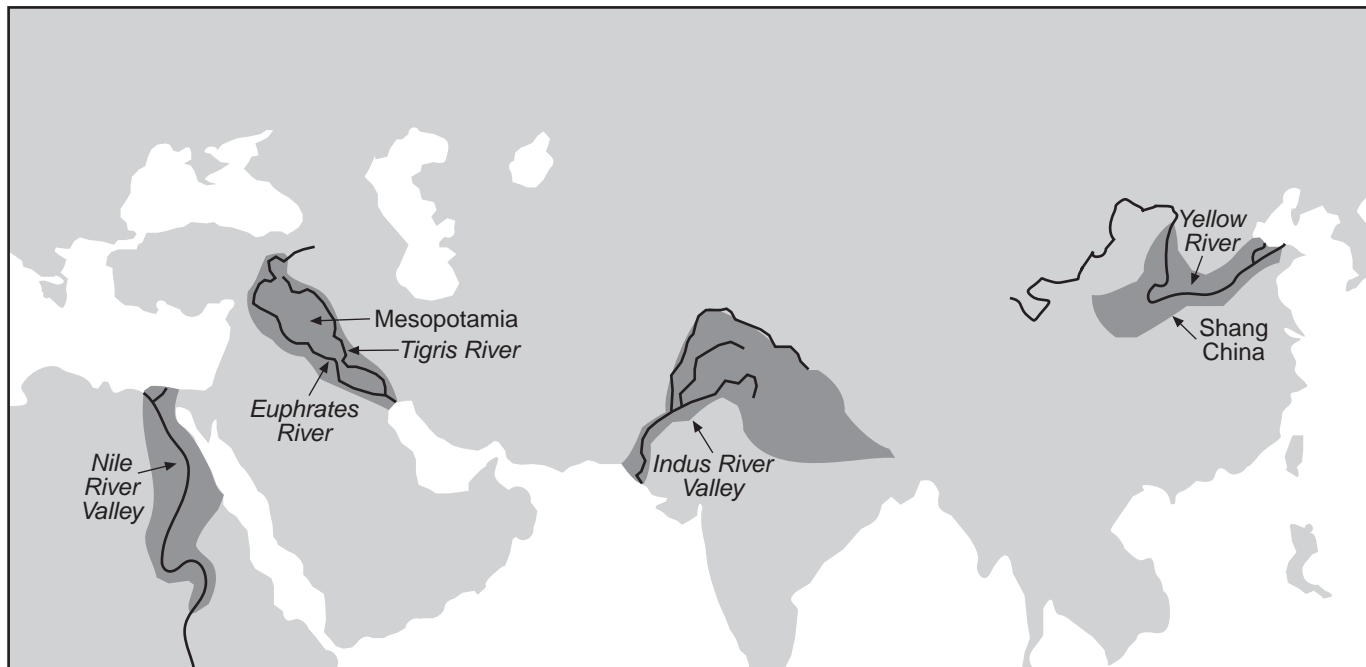 Nile
River
Valley
Mesopotamia
Tigris River
Euphrates
River
Indus River
Valley
Yellow
River
Shang
China